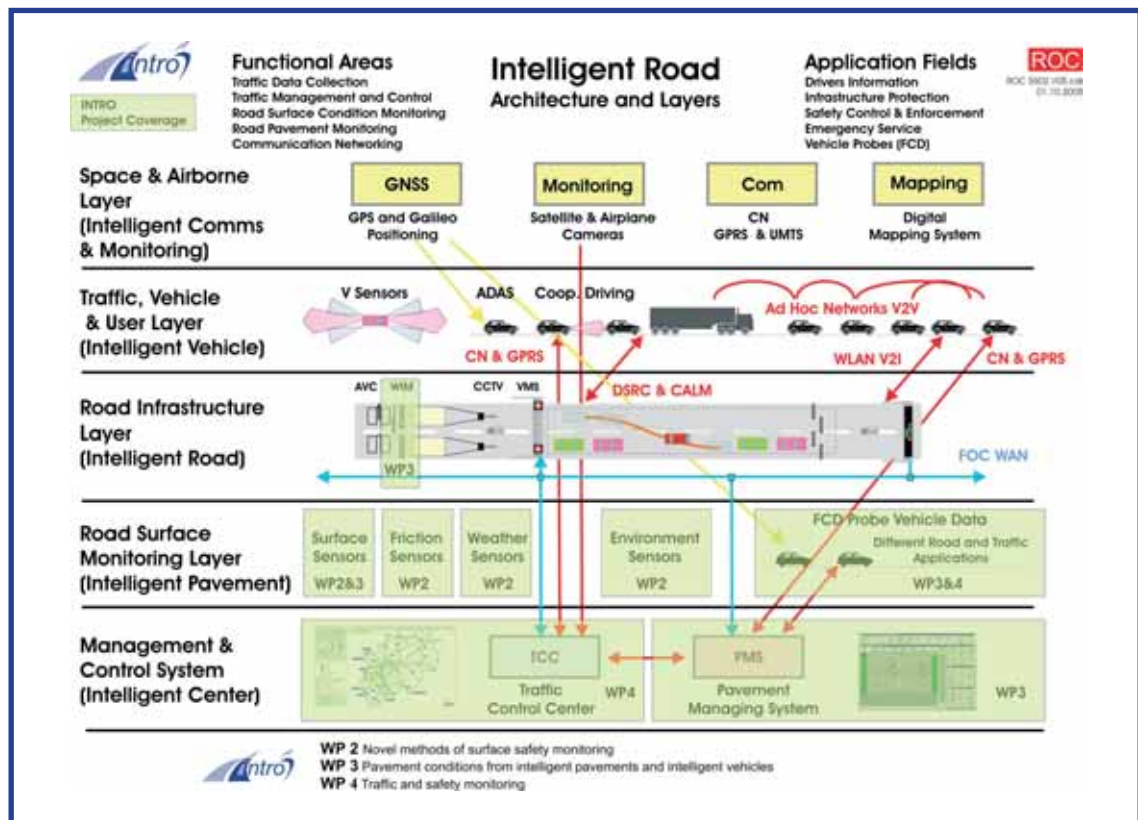 intro
INTRO
Project Coverage
Functional Areas
Traffic Data Collection
Traffic Management and Control
Road Surface Condition Monitoring
Road Pavement Monitoring
Communication Networking
Intelligent Road
Architecture and Layers
Application Fields
Drivers Information
Infrastructure Protection
Safety Control & Enforcement
Emergency Service
Vehicle Probes (FCD)
ROC
Space & Airborne
Layer
(Intelligent Comms
& Monitoring)
GNSS
GPS and Galileo
Positioning
Monitoring
Satellite & Airplane
Cameras
Com
CN
GPRS & UMTS
Mapping
Digital
Mapping System
Traffic, Vehicle
& User Layer
(Intelligent Vehicle)
V Sensors
ADAS
Coop. Driving
Ad Hoc Networks V2V
CN & GPRS
WLAN V2I
CN & GPRS
Road Infrastructure
Layer
(Intelligent Road)
AVC
WIM
CCTV
VMS
DSRC & CALM
WP3
FOC WAN
Road Surface
Monitoring Layer
(Intelligent Pavement)
Surface
Sensors
WP2&3
Friction
Sensors
WP2
Weather
Sensors
WP2
Environment
Sensors
WP2
FCD Probe Vehicle Data
Different Road and Traffic
Applications
WP3&4
Management &
Control System
(Intelligent Center)
TCC
Traffic
Control Center
WP4
PMS
Pavement
Managing System
WP3
intro
WP 2 Novel methods of surface safety monitoring
WP 3 Pavement conditions from intelligent pavements and intelligent vehicles
WP 4 Traffic and safety monitoring